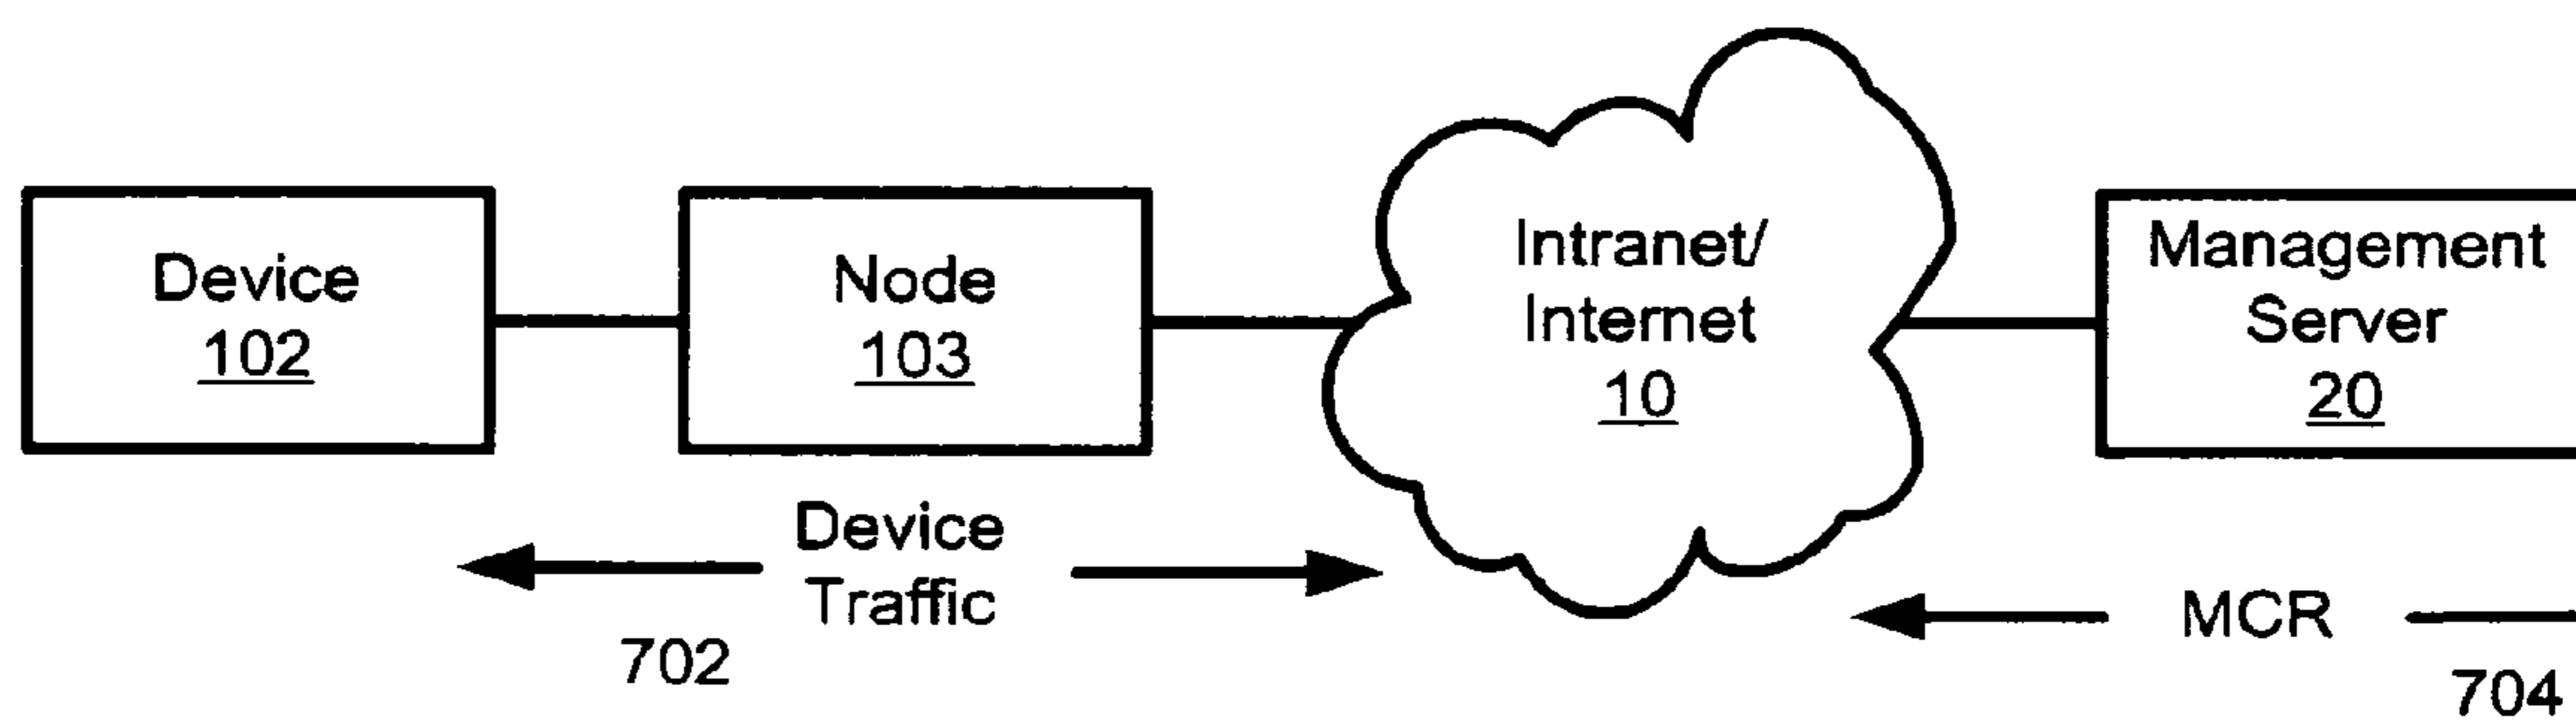 Device
102
Node
103
Intranet/
Internet
10
Management
Server
20
Device
Traffic
702
MCR
704